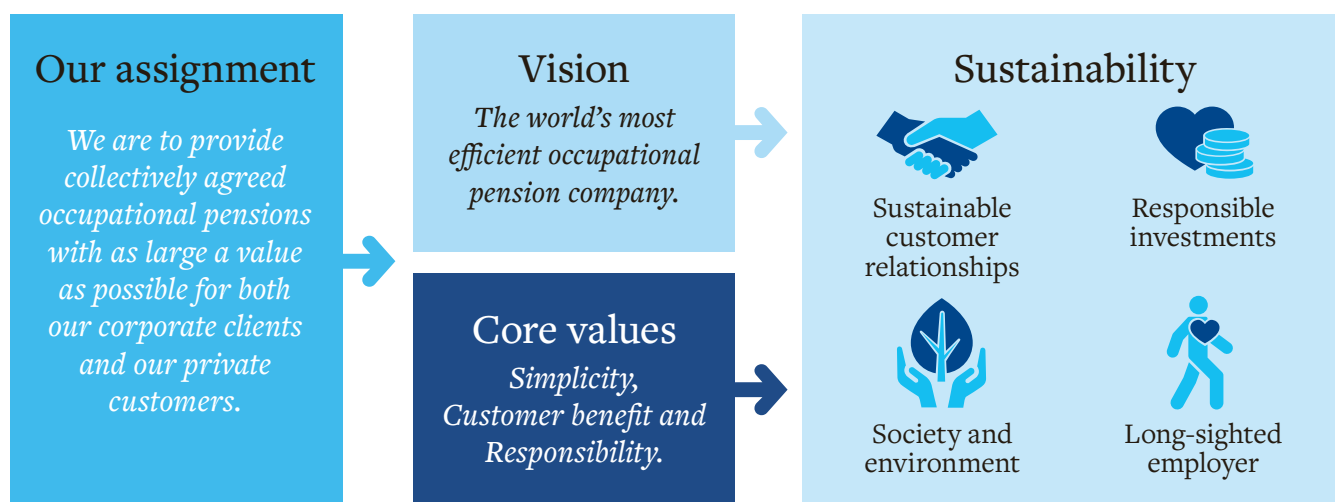 Our assignment
We are to provide
collectively agreed
occupational pensions
with as large a value
as possible for both
our corporate clients
and our private
customers.
Vision
The world’s most
efficient occupational
pension company.
Core values
Simplicity,
Customer benefit and
Responsibility.
Sustainability
Sustainable
customer
relationships
Responsible
investments
Society and
environment
Long-sighted
employer